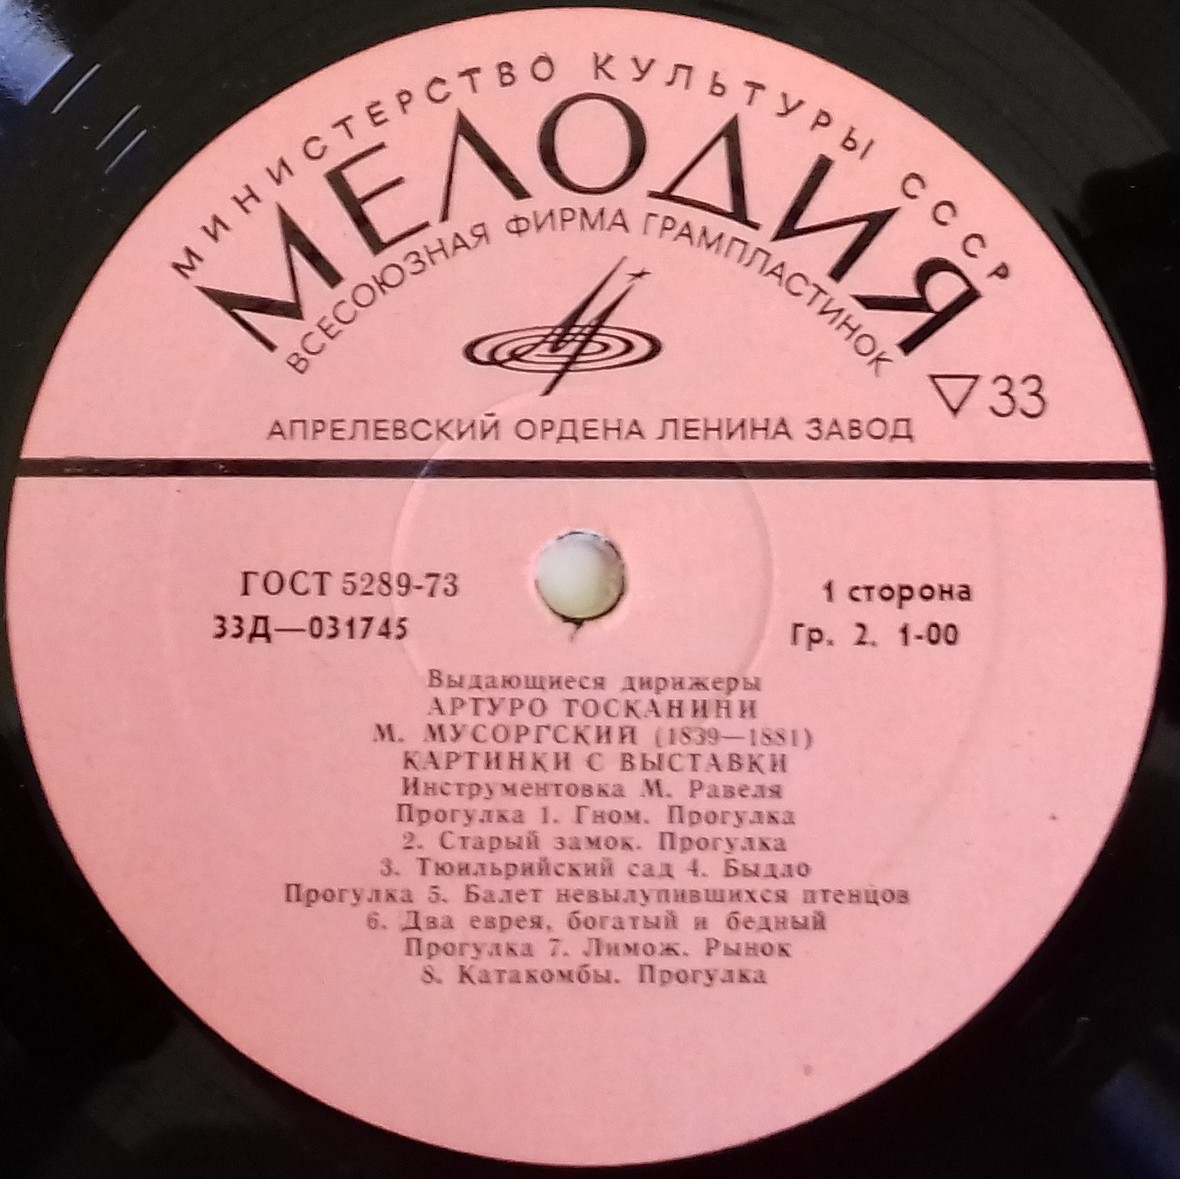 МИНИСТЕРСТВО КУЛЬТУРЫ СССР
МЕЛОДИЯ
ВСЕСОЮЗНАЯ ФИРМА ГРАМПЛАСТИНОК
▽33
АПРЕЛЕВСКИЙ ОРДЕНА ЛЕНИНА ЗАВОД
ГОСТ 5289-73
1 сторона
33Д—031745
Гр. 2. 1-00
Выдающиеся дирижеры
АРТУРО ТОСКАНИНИ
М. МУСОРГСКИЙ (1839—1881)
КАРТИНКИ С ВЫСТАВКИ
Инструментовка М. Равеля
Прогулка 1. Гном. Прогулка
2. Старый замок. Прогулка
3. Тюильрийский сад 4. Быдло
Прогулка 5. Балет невылупившихся птенцов
6. Два еврея, богатый и бедный
Прогулка 7. Лимож. Рынок
8. Катакомбы. Прогулка